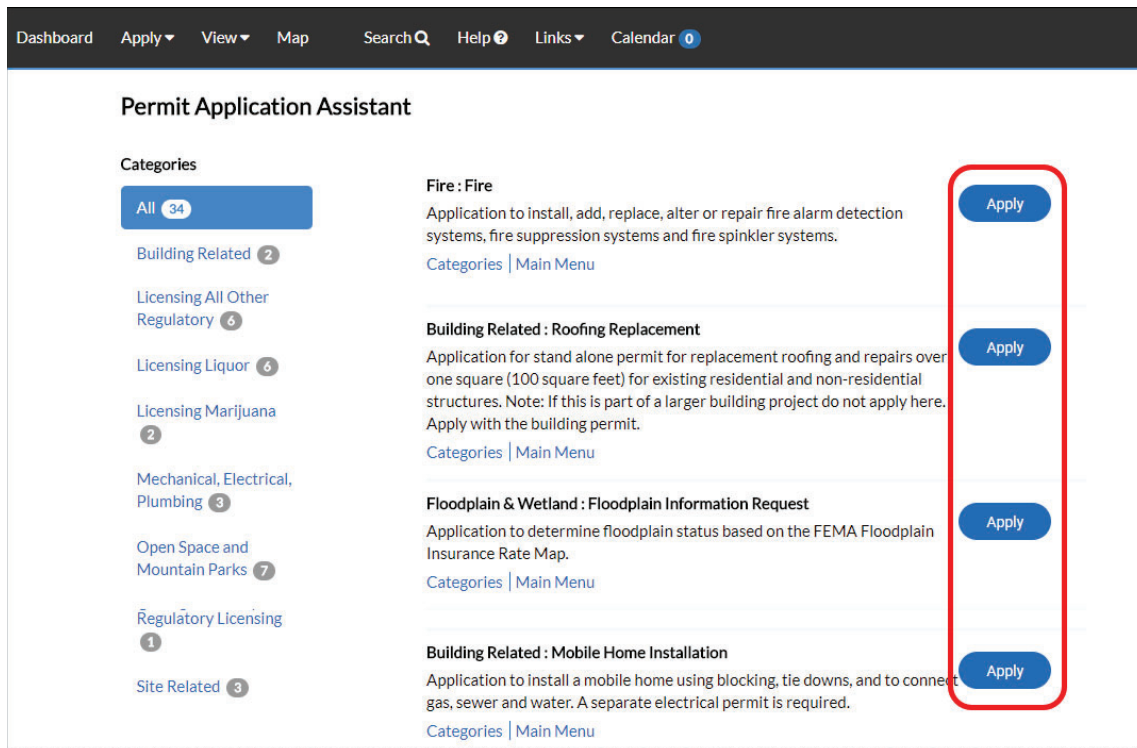 Dashboard Apply View Map Search Help Links Calendar 0
Permit Application Assistant
Categories
All 34
Building Related 2
Licensing All Other
Regulatory 6
Licensing Liquor 6
Licensing Marijuana
2
Mechanical, Electrical,
Plumbing 3
Open Space and
Mountain Parks 7
Regulatory Licensing
1
Site Related 3
Fire : Fire
Application to install, add, replace, alter or repair fire alarm detection
systems, fire suppression systems and fire spinkler systems.
Categories | Main Menu
Apply
Building Related : Roofing Replacement
Application for stand alone permit for replacement roofing and repairs over
one square (100 square feet) for existing residential and non-residential
structures. Note: If this is part of a larger building project do not apply here.
Apply with the building permit.
Categories | Main Menu
Apply
Floodplain & Wetland : Floodplain Information Request
Application to determine floodplain status based on the FEMA Floodplain
Insurance Rate Map.
Categories | Main Menu
Apply
Building Related : Mobile Home Installation
Application to install a mobile home using blocking, tie downs, and to connect
gas, sewer and water. A separate electrical permit is required.
Categories | Main Menu
Apply